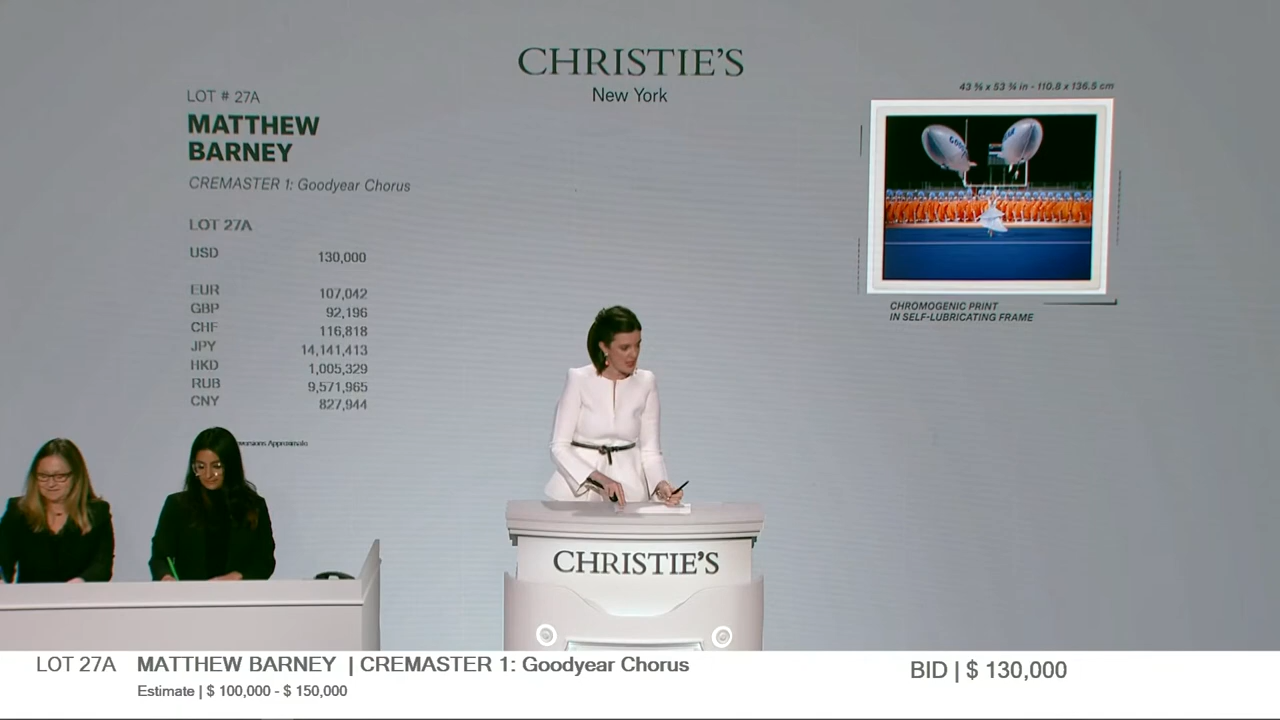 CHRISTIE'S
New York
LOT # 27A
MATTHEW
BARNEY
CREMASTER 1: Goodyear Chorus
LOT 27A
USD 130,000
EUR 107,042
GBP 92,196
CHF 116,818
JPY 14,141,413
HKD 1,005,329
RUB 9,571,965
CNY 827,944
Approximate
43 ⅝ x 53 ¾ in - 110.8 x 136.5 cm
CHROMOGENIC PRINT
IN SELF-LUBRICATING FRAME
CHRISTIE'S
LOT 27A MATTHEW BARNEY | CREMASTER 1: Goodyear Chorus
Estimate | $ 100,000 - $ 150,000
BID | $ 130,000